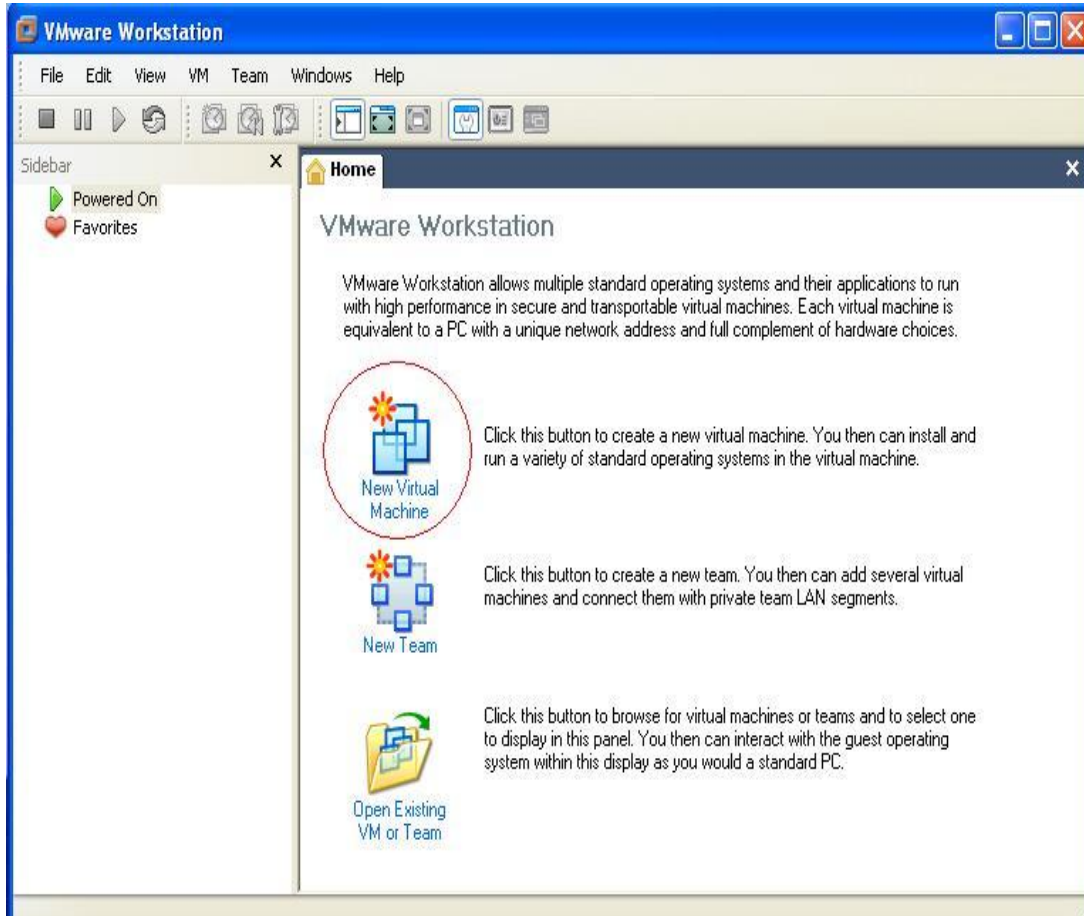 VMware Workstation
File Edit View VM Team Windows Help
Sidebar
Powered On
Favorites
Home
VMware Workstation
VMware Workstation allows multiple standard operating systems and their applications to run
with high performance in secure and transportable virtual machines. Each virtual machine is
equivalent to a PC with a unique network address and full complement of hardware choices.
New Virtual
Machine
Click this button to create a new virtual machine. You then can install and
run a variety of standard operating systems in the virtual machine.
New Team
Click this button to create a new team. You then can add several virtual
machines and connect them with private team LAN segments.
Open Existing
VM or Team
Click this button to browse for virtual machines or teams and to select one
to display in this panel. You then can interact with the guest operating
system within this display as you would a standard PC.